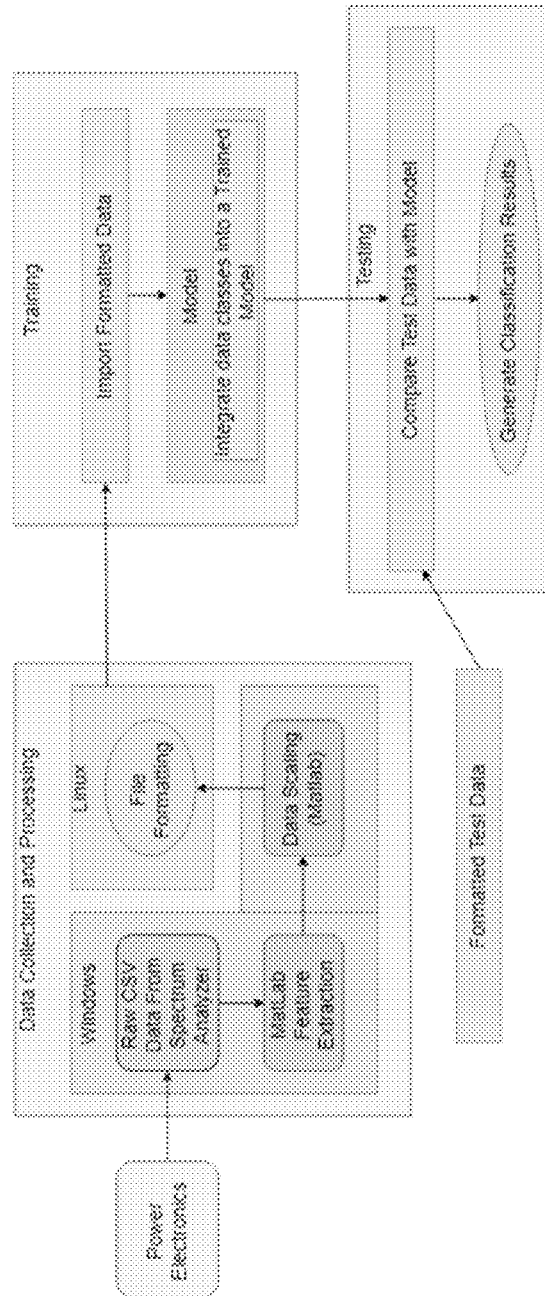 Power
Electronics
Data Collection and Processing
Windows
Raw CSV
Data From
Spectrum
Analyzer
MatLab
Feature
Extraction
Data Scaling
(Matlab)
Linux
File
Formatting
Training
Import Formatted Data
Model
Integrate data classes into a Trained
Model
Formatted Test Data
Testing
Compare Test Data with Model
Generate Classification Results